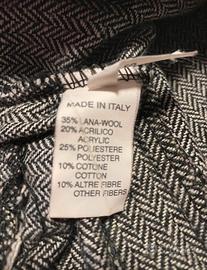 MADE IN ITALY
35% LANA-WOOL
20% ACRILICO
ACRYLIC
25% POLIESTERE
POLYESTER
10% COTONE
COTTON
10% ALTRE FIBRE
OTHER FIBERS